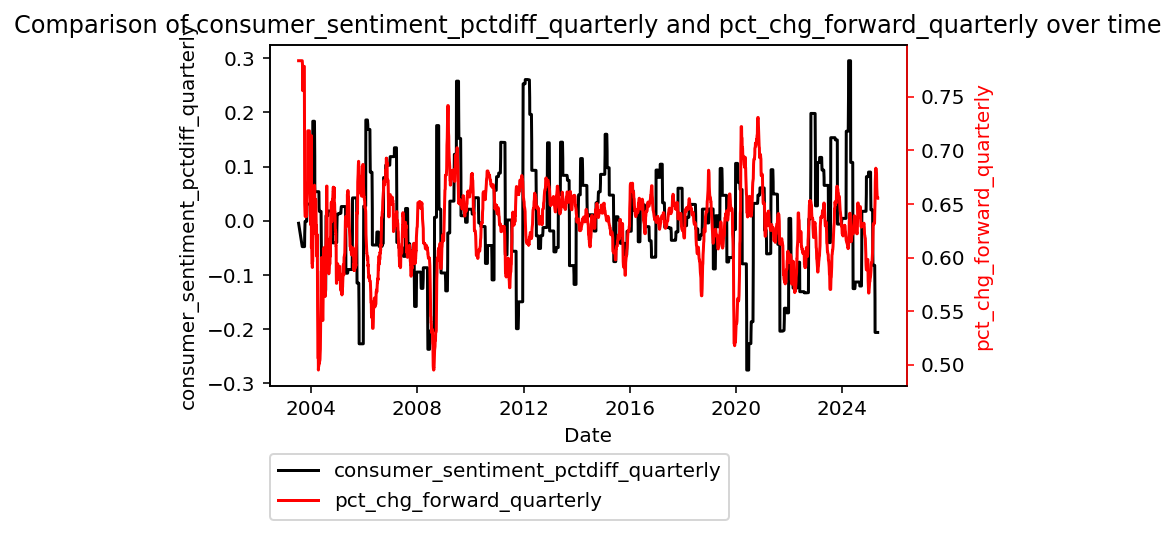 Comparison of consumer_sentiment_pctdiff_quarterly and pct_chg_forward_quarterly over time
consumer_sentiment_pctdiff_quarterly
0.3
0.2
0.1
0.0
−0.1
−0.2
−0.3
0.75
0.70
0.65
0.60
0.55
0.50
pct_chg_forward_quarterly
2004 2008 2012 2016 2020 2024
Date
consumer_sentiment_pctdiff_quarterly
pct_chg_forward_quarterly